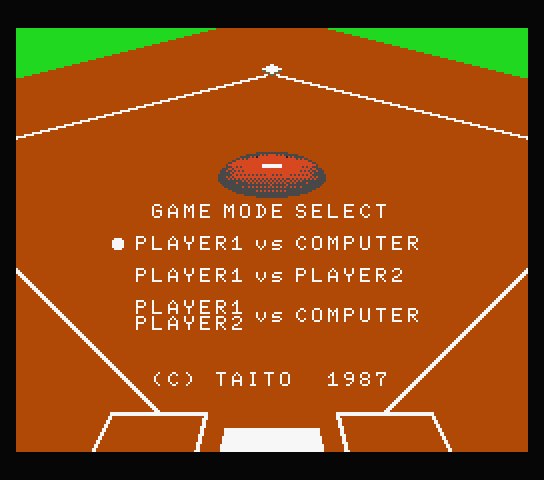 GAME MODE SELECT
PLAYER1 vs COMPUTER
PLAYER1 vs PLAYER2
PLAYER1
PLAYER2 vs COMPUTER
(C) TAITO 1987